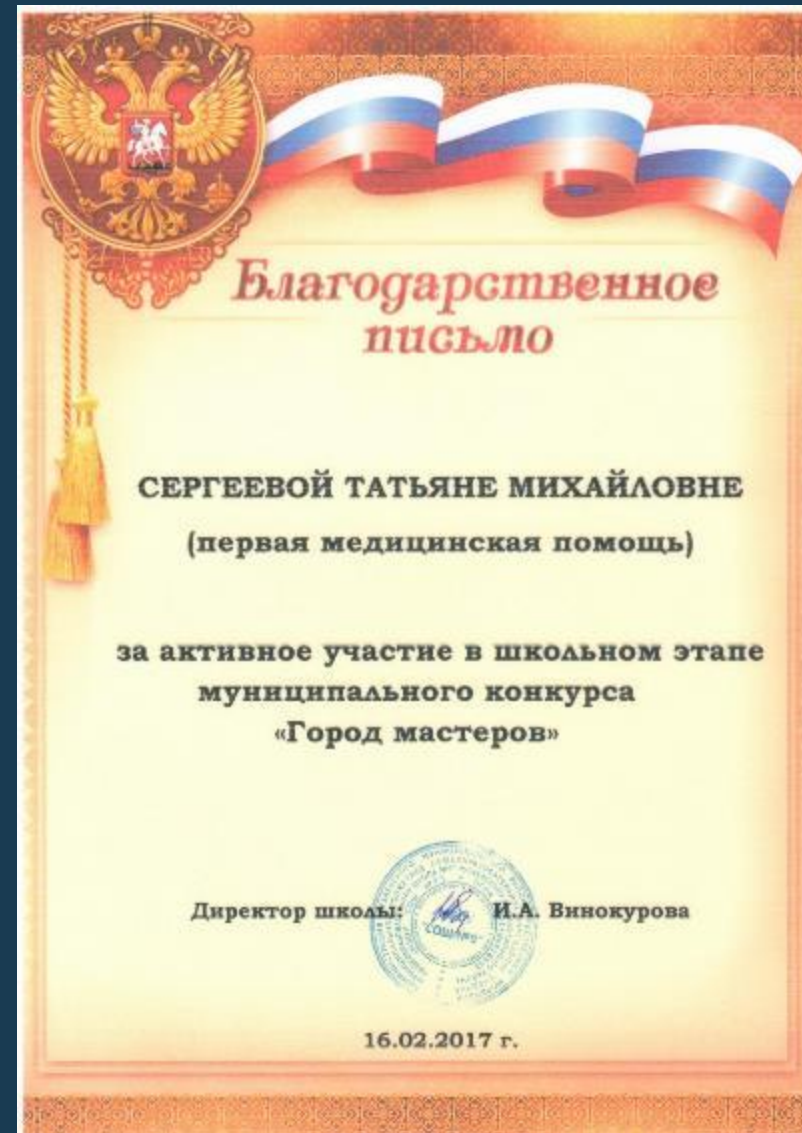 Благодарственное
письмо
СЕРГЕЕВОЙ ТАТЬЯНЕ МИХАЙЛОВНЕ
(первая медицинская помощь)
за активное участие в школьном этапе
муниципального конкурса
«Город мастеров»
Директор школы: И.А. Винокурова
16.02.2017 г.